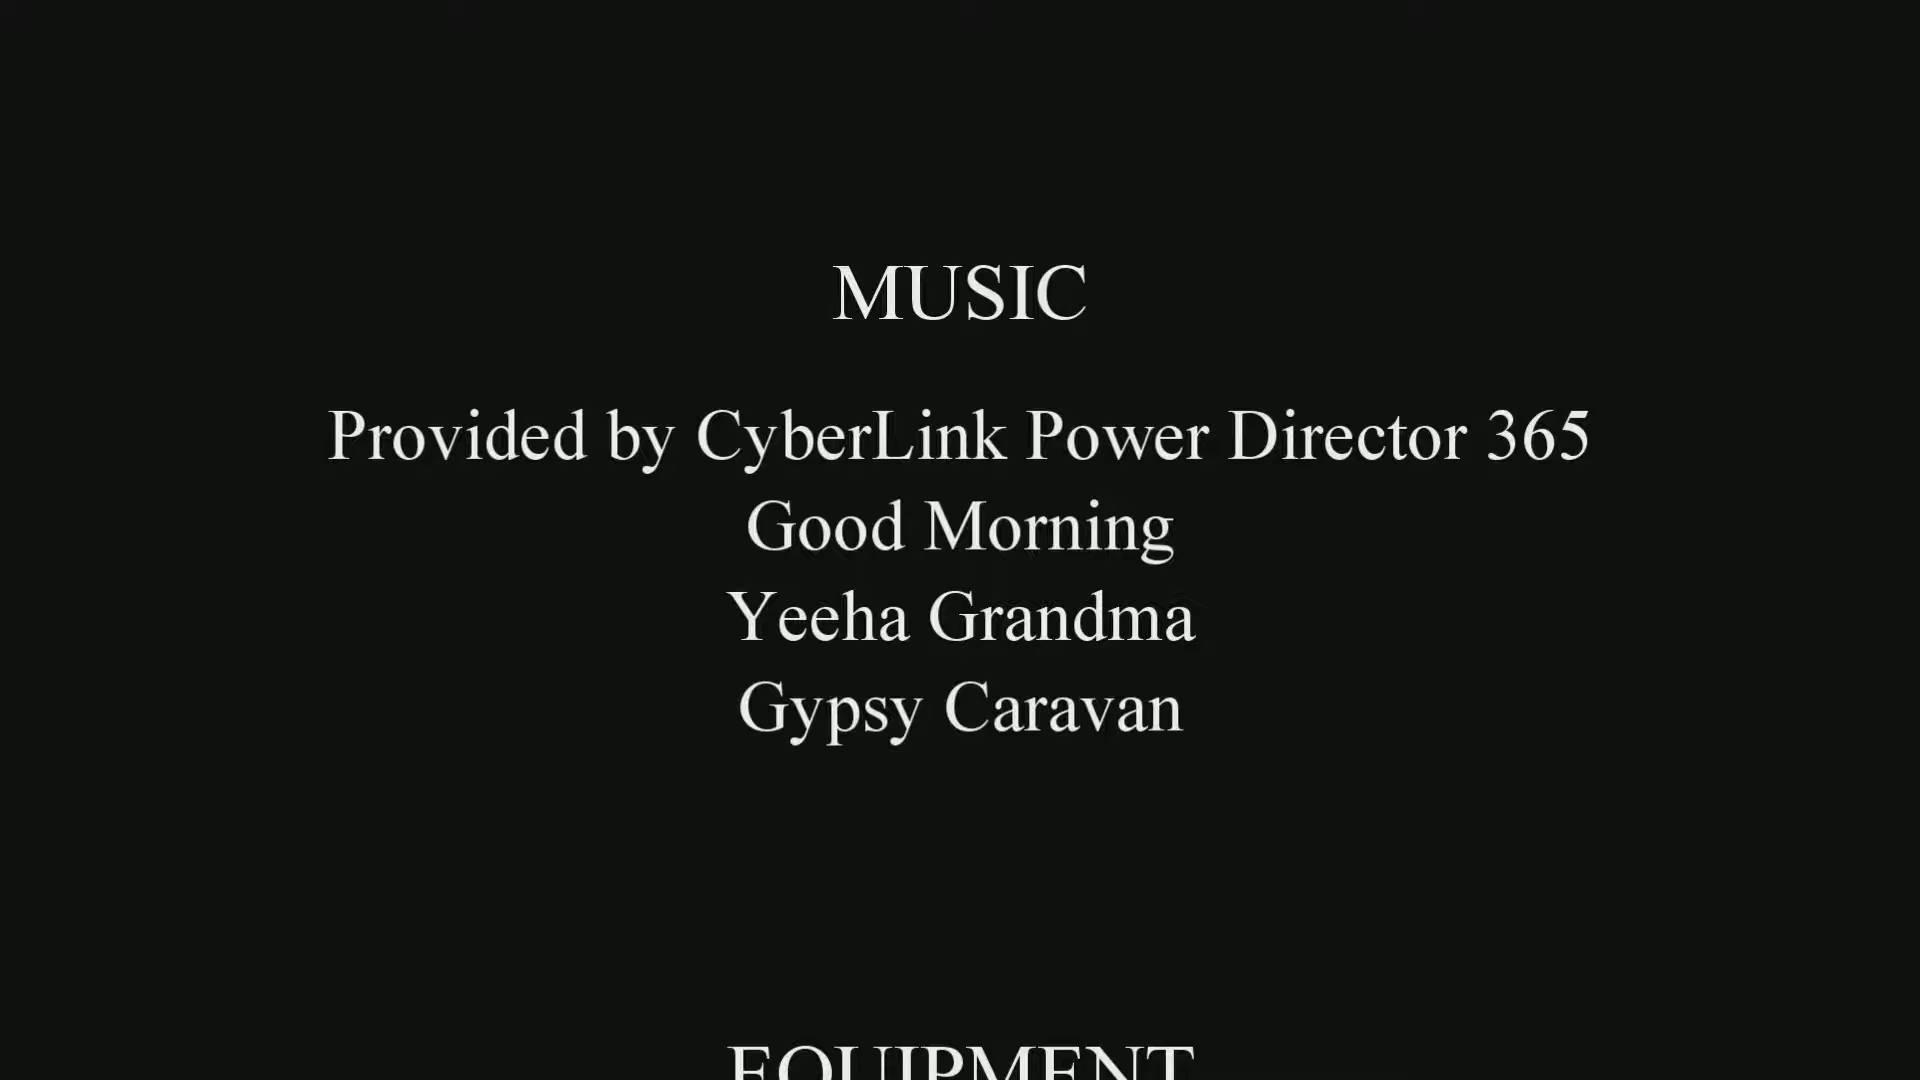 MUSIC
Provided by CyberLink Power Director 365
Good Morning
Yeeha Grandma
Gypsy Caravan
EQUIPMENT